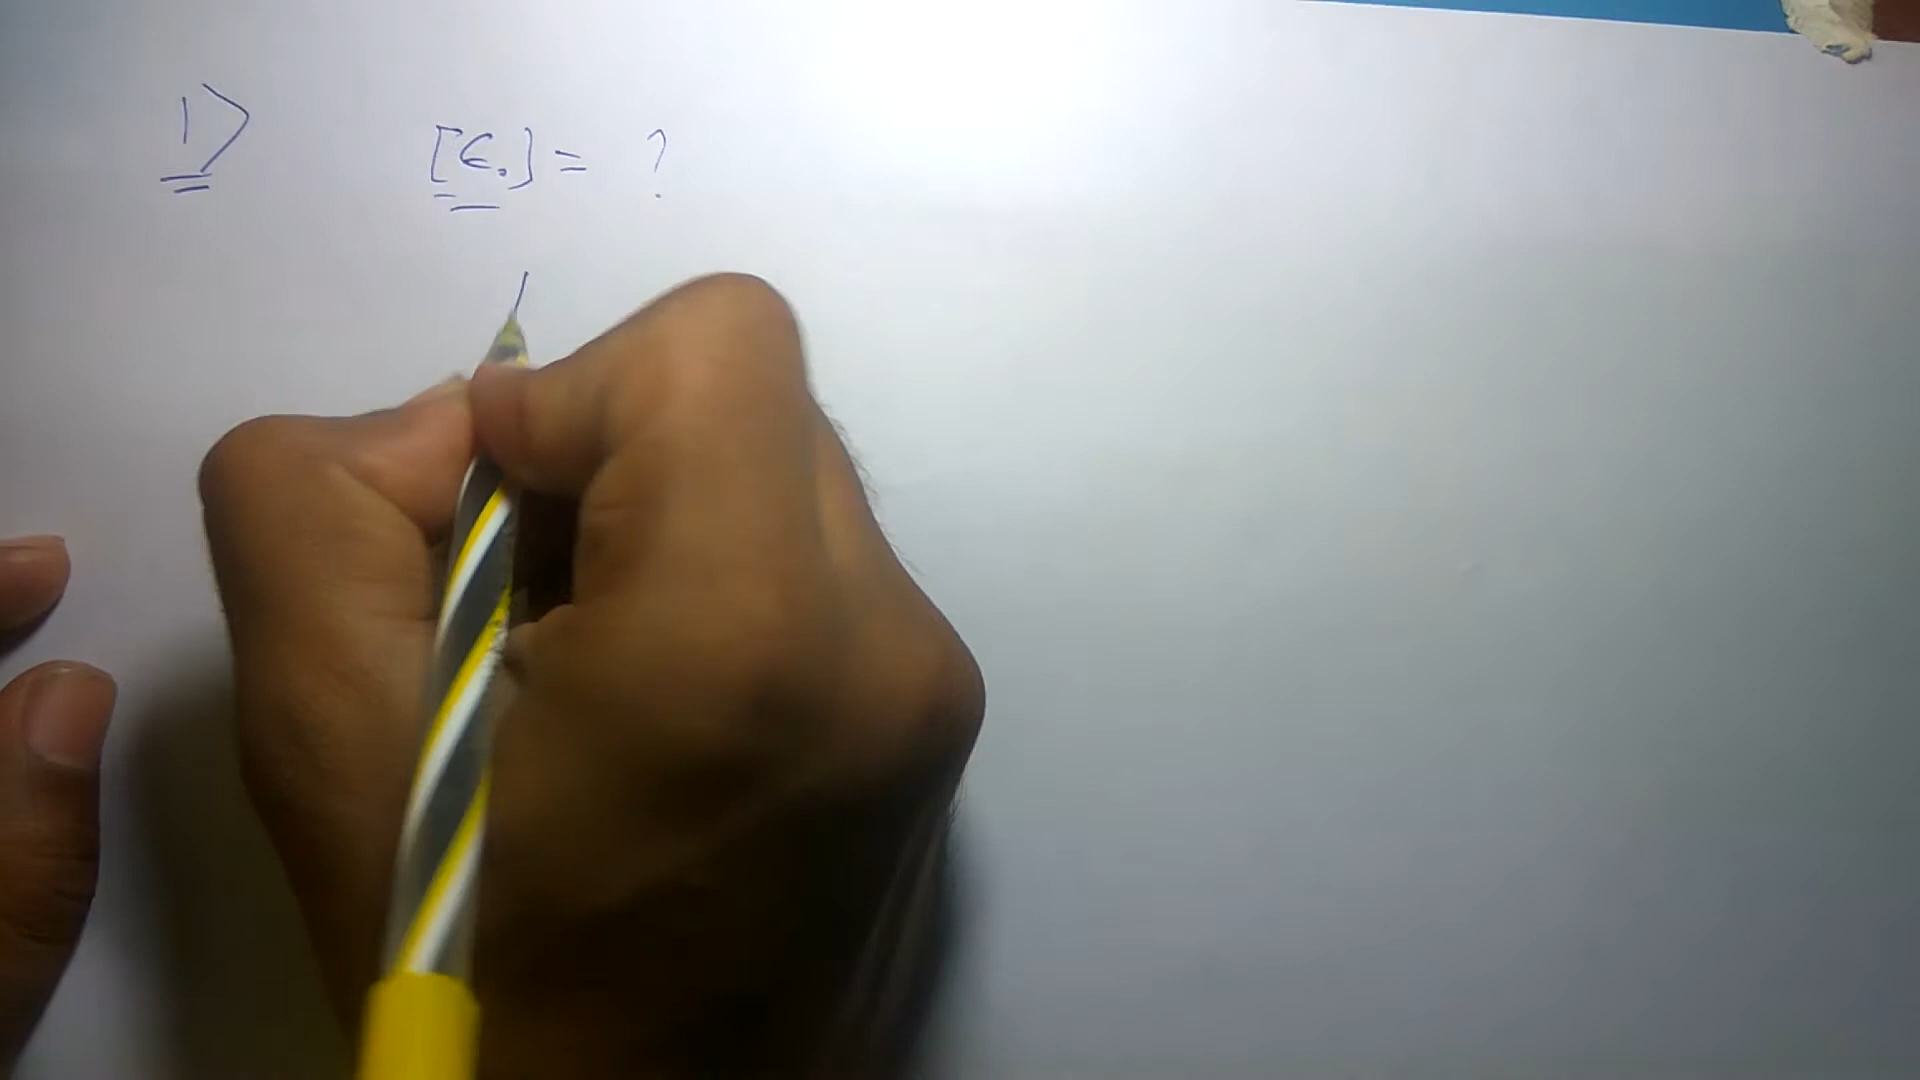 1) [ϵ₀] = ?